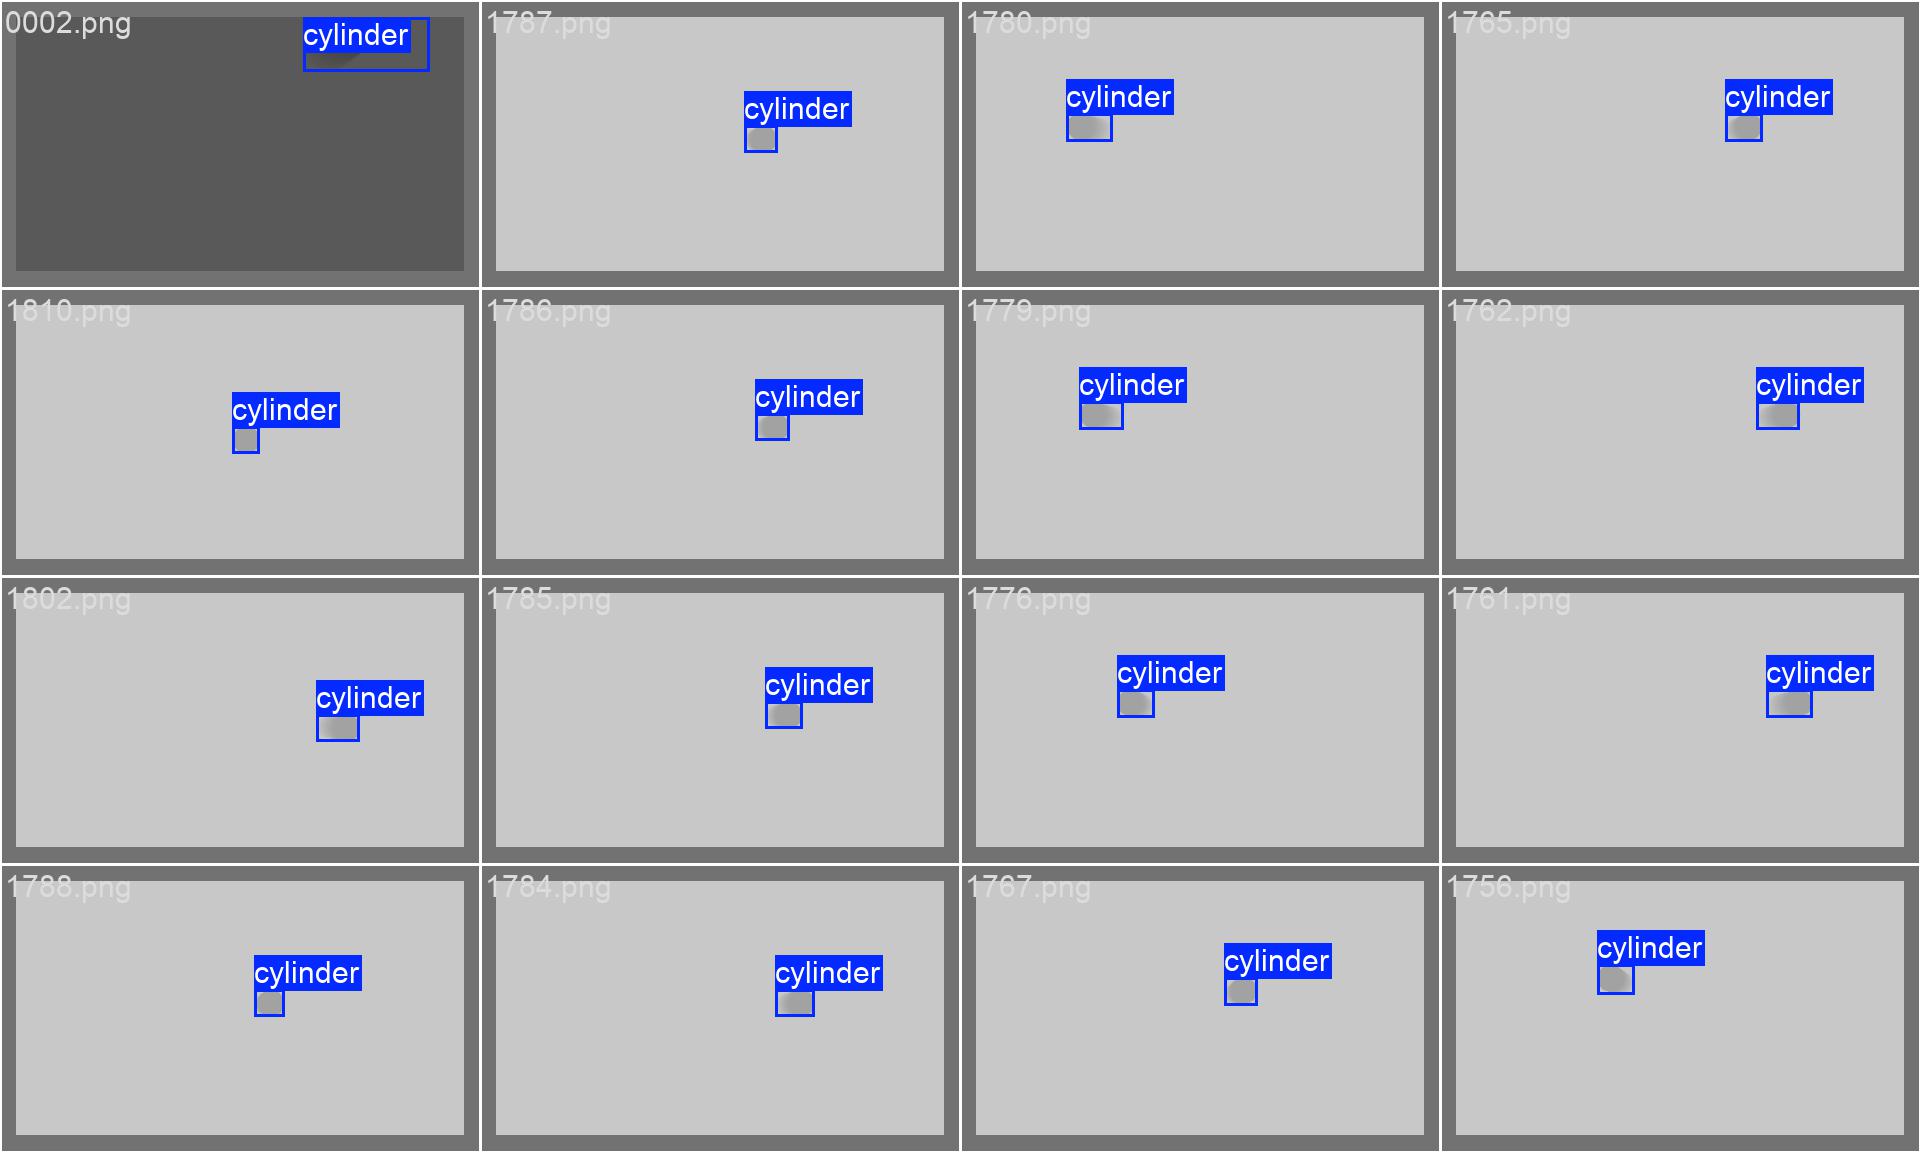 0002.png
cylinder
1787.png
cylinder
1780.png
cylinder
1765.png
cylinder
1810.png
cylinder
1786.png
cylinder
1779.png
cylinder
1762.png
cylinder
1802.png
cylinder
1785.png
cylinder
1776.png
cylinder
1761.png
cylinder
1788.png
cylinder
1784.png
cylinder
1767.png
cylinder
1756.png
cylinder